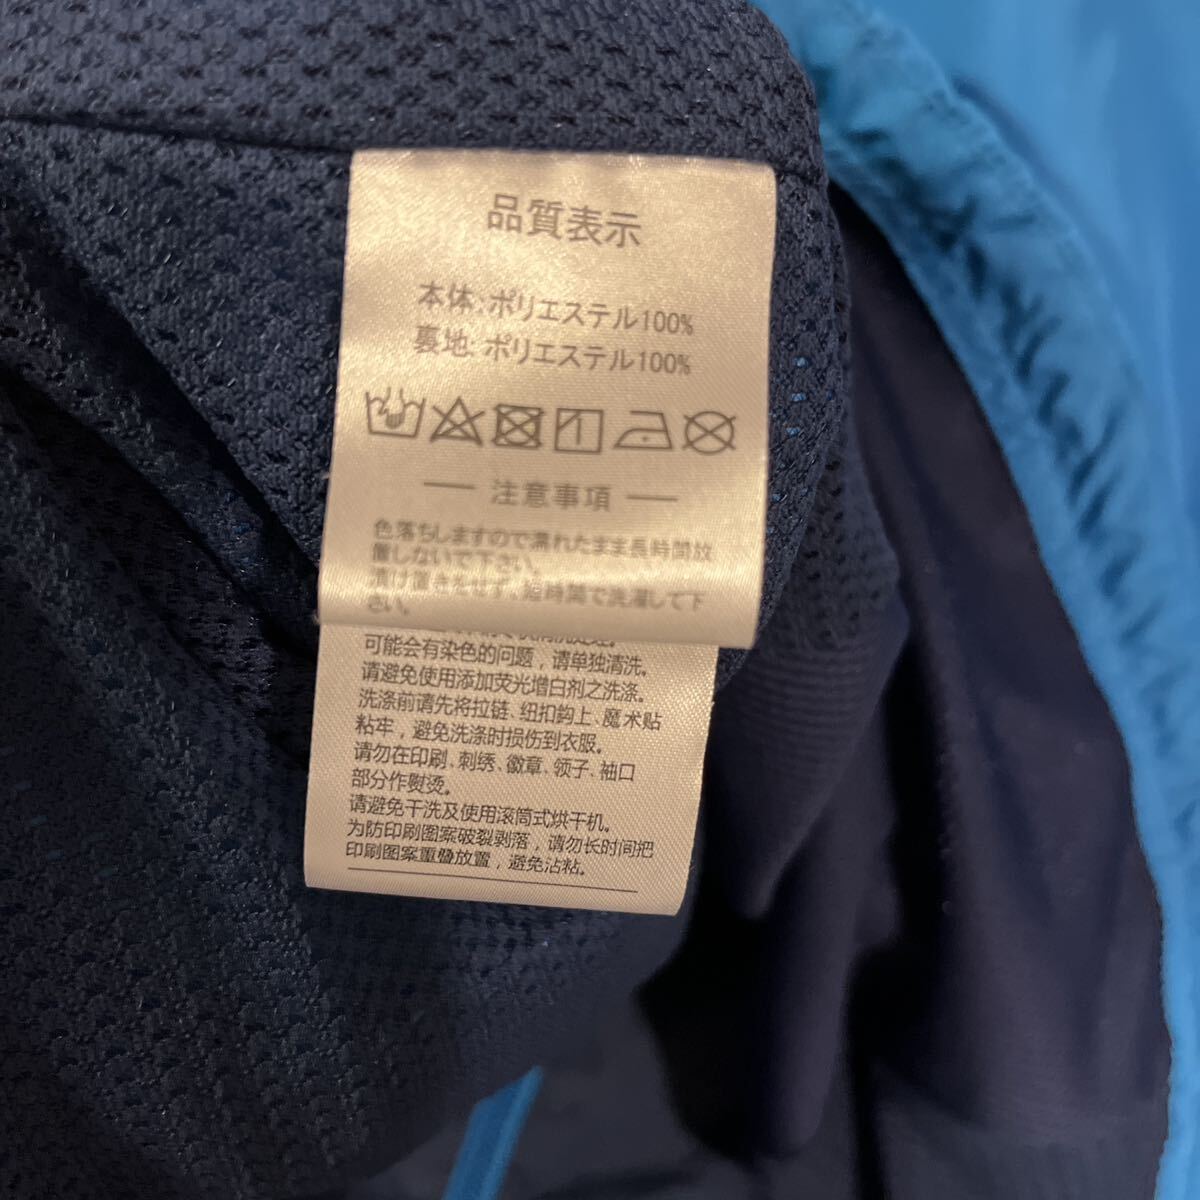 品質表示
本体:ポリエステル100%
裏地:ポリエステル100%
注意事項
色落ちしますので濡れたまま長時間放
置しないで下さい。
漬け置きをせず、短時間で洗濯して下
さい。
可能会有染色的问题，请单独清洗。
请避免使用添加荧光增白剂之洗涤。
洗涤前请先将拉链、纽扣鈎上、魔术贴
粘牢，避免洗涤时损伤到衣服。
请勿在印刷、刺绣、徽章、领子、袖口
部分作熨烫。
请避免干洗及使用滚筒式烘干机。
为防印刷图案破裂剥落，请勿长时间把
印刷图案重叠放置，避免沾粘。